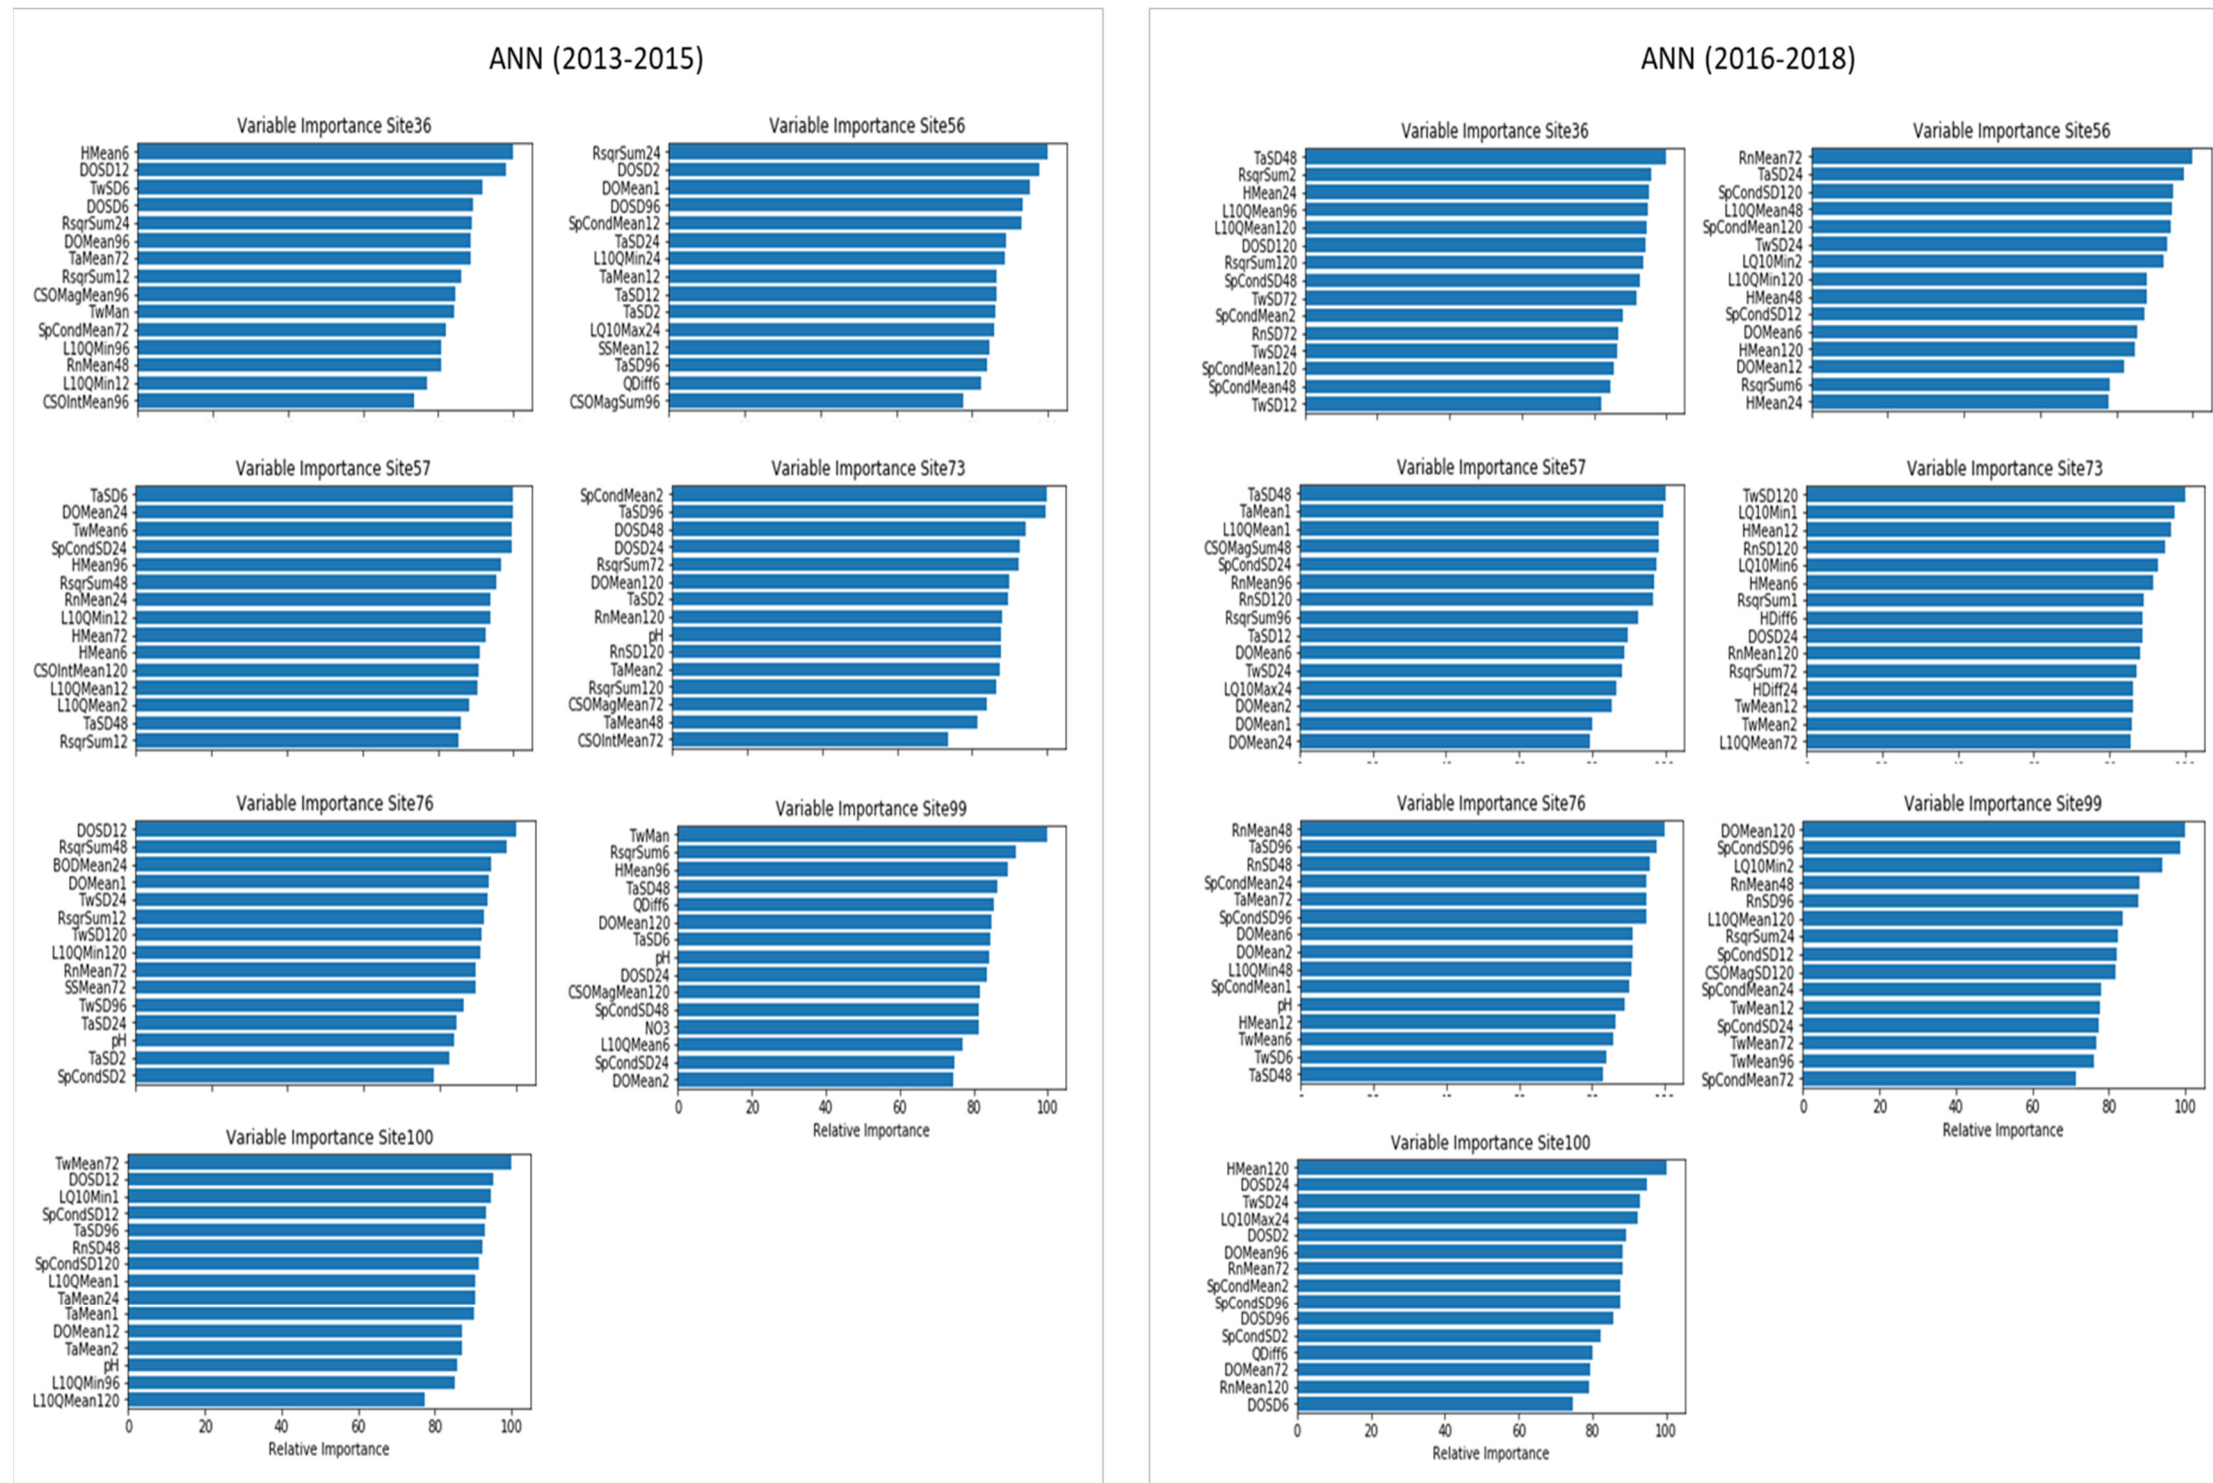 ANN (2013-2015)
Variable Importance Site36
HMean6
DOSD12
TwSD6
DOSD6
RsqrSum24
DOMean96
TaMean72
RsqrSum12
CSOMagMean96
TwMan
SpCondMean72
L10QMin96
RnMean48
L10QMin12
CSOIntMean96
Variable Importance Site56
RsqrSum24
DOSD2
DOMean1
DOSD96
SpCondMean12
TaSD24
L10QMin24
TaMean12
TaSD12
TaSD2
LQ10Max24
SSMean12
TaSD96
QDiff6
CSOMagSum96
Variable Importance Site57
TaSD6
DOMean24
TwMean6
SpCondSD24
HMean96
RsqrSum48
RnMean24
L10QMin12
HMean72
HMean6
CSOIntMean120
L10QMean12
L10QMean2
TaSD48
RsqrSum12
Variable Importance Site73
SpCondMean2
TaSD96
DOSD48
DOSD24
RsqrSum72
DOMean120
TaSD2
RnMean120
pH
RnSD120
TaMean2
RsqrSum120
CSOMagMean72
TaMean48
CSOIntMean72
Variable Importance Site76
DOSD12
RsqrSum48
BODMean24
DOMean1
TwSD24
RsqrSum12
TwSD120
L10QMin120
RnMean72
SSMean72
TwSD96
TaSD24
pH
TaSD2
SpCondSD2
Variable Importance Site99
TwMan
RsqrSum6
HMean96
TaSD48
QDiff6
DOMean120
TaSD6
pH
DOSD24
CSOMagMean120
SpCondSD48
NO3
L10QMean6
SpCondSD24
DOMean2
0 20 40 60 80 100
Relative Importance
Variable Importance Site100
TwMean72
DOSD12
LQ10Min1
SpCondSD12
TaSD96
RnSD48
SpCondSD120
L10QMean1
TaMean24
TaMean1
DOMean12
TaMean2
pH
L10QMin96
L10QMean120
0 20 40 60 80 100
Relative Importance
ANN (2016-2018)
Variable Importance Site36
TaSD48
RsqrSum2
HMean24
L10QMean96
L10QMean120
DOSD120
RsqrSum120
SpCondSD48
TwSD72
SpCondMean2
RnSD72
TwSD24
SpCondMean120
SpCondMean48
TwSD12
Variable Importance Site56
RnMean72
TaSD24
SpCondSD120
L10QMean48
SpCondMean120
TwSD24
LQ10Min2
L10QMin120
HMean48
SpCondSD12
DOMean6
HMean120
DOMean12
RsqrSum6
HMean24
Variable Importance Site57
TaSD48
TaMean1
L10QMean1
CSOMagSum48
SpCondSD24
RnMean96
RnSD120
RsqrSum96
TaSD12
DOMean6
TwSD24
LQ10Max24
DOMean2
DOMean1
DOMean24
Variable Importance Site73
TwSD120
LQ10Min1
HMean12
RnSD120
LQ10Min6
HMean6
RsqrSum1
HDiff6
DOSD24
RnMean120
RsqrSum72
HDiff24
TwMean12
TwMean2
L10QMean72
Variable Importance Site76
RnMean48
TaSD96
RnSD48
SpCondMean24
TaMean72
SpCondSD96
DOMean6
DOMean2
L10QMin48
SpCondMean1
pH
HMean12
TwMean6
TwSD6
TaSD48
Variable Importance Site99
DOMean120
SpCondSD96
LQ10Min2
RnMean48
RnSD96
L10QMean120
RsqrSum24
SpCondSD12
CSOMagSD120
SpCondMean24
TwMean12
SpCondSD24
TwMean72
TwMean96
SpCondMean72
0 20 40 60 80 100
Relative Importance
Variable Importance Site100
HMean120
DOSD24
TwSD24
LQ10Max24
DOSD2
DOMean96
RnMean72
SpCondMean2
SpCondSD96
DOSD96
SpCondSD2
QDiff6
DOMean72
RnMean120
DOSD6
0 20 40 60 80 100
Relative Importance